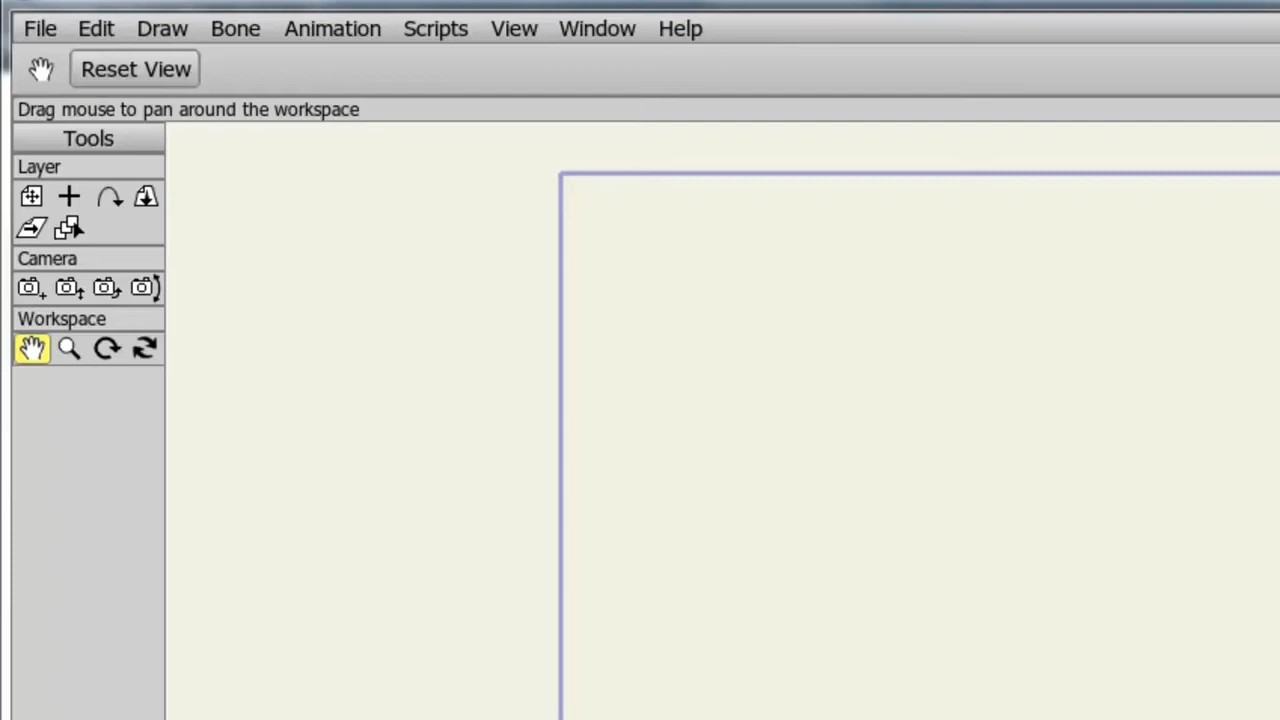 File Edit Draw Bone Animation Scripts View Window Help
Reset View
Drag mouse to pan around the workspace
Tools
Layer
Camera
Workspace